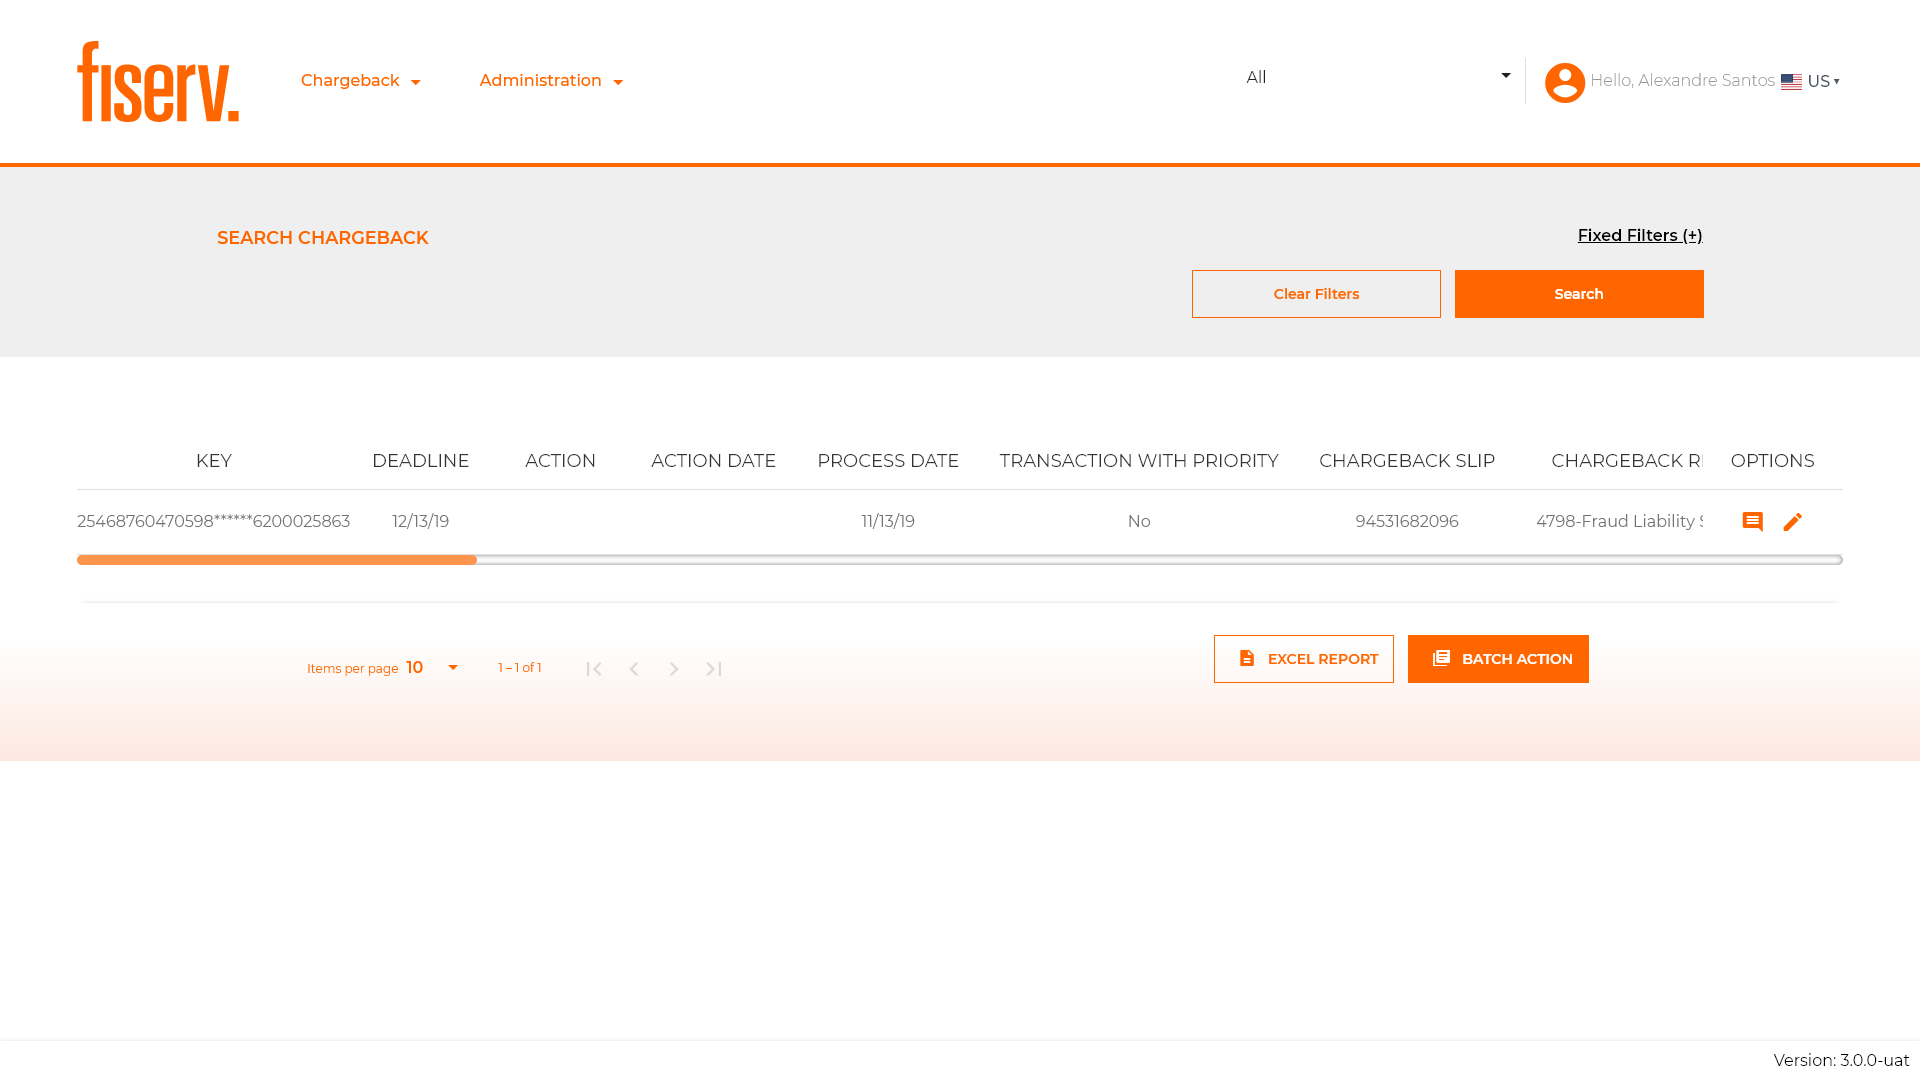 fiserv.
Chargeback
Administration
All
Hello, Alexandre Santos
US
SEARCH CHARGEBACK
Fixed Filters (+)
Clear Filters
Search
KEY DEADLINE ACTION ACTION DATE PROCESS DATE TRANSACTION WITH PRIORITY CHARGEBACK SLIP CHARGEBACK R OPTIONS
25468760470598******6200025863 12/13/19 11/13/19 No 94531682096 4798-Fraud Liability
Items per page 10 1 – 1 of 1
EXCEL REPORT
BATCH ACTION
Version: 3.0.0-uat